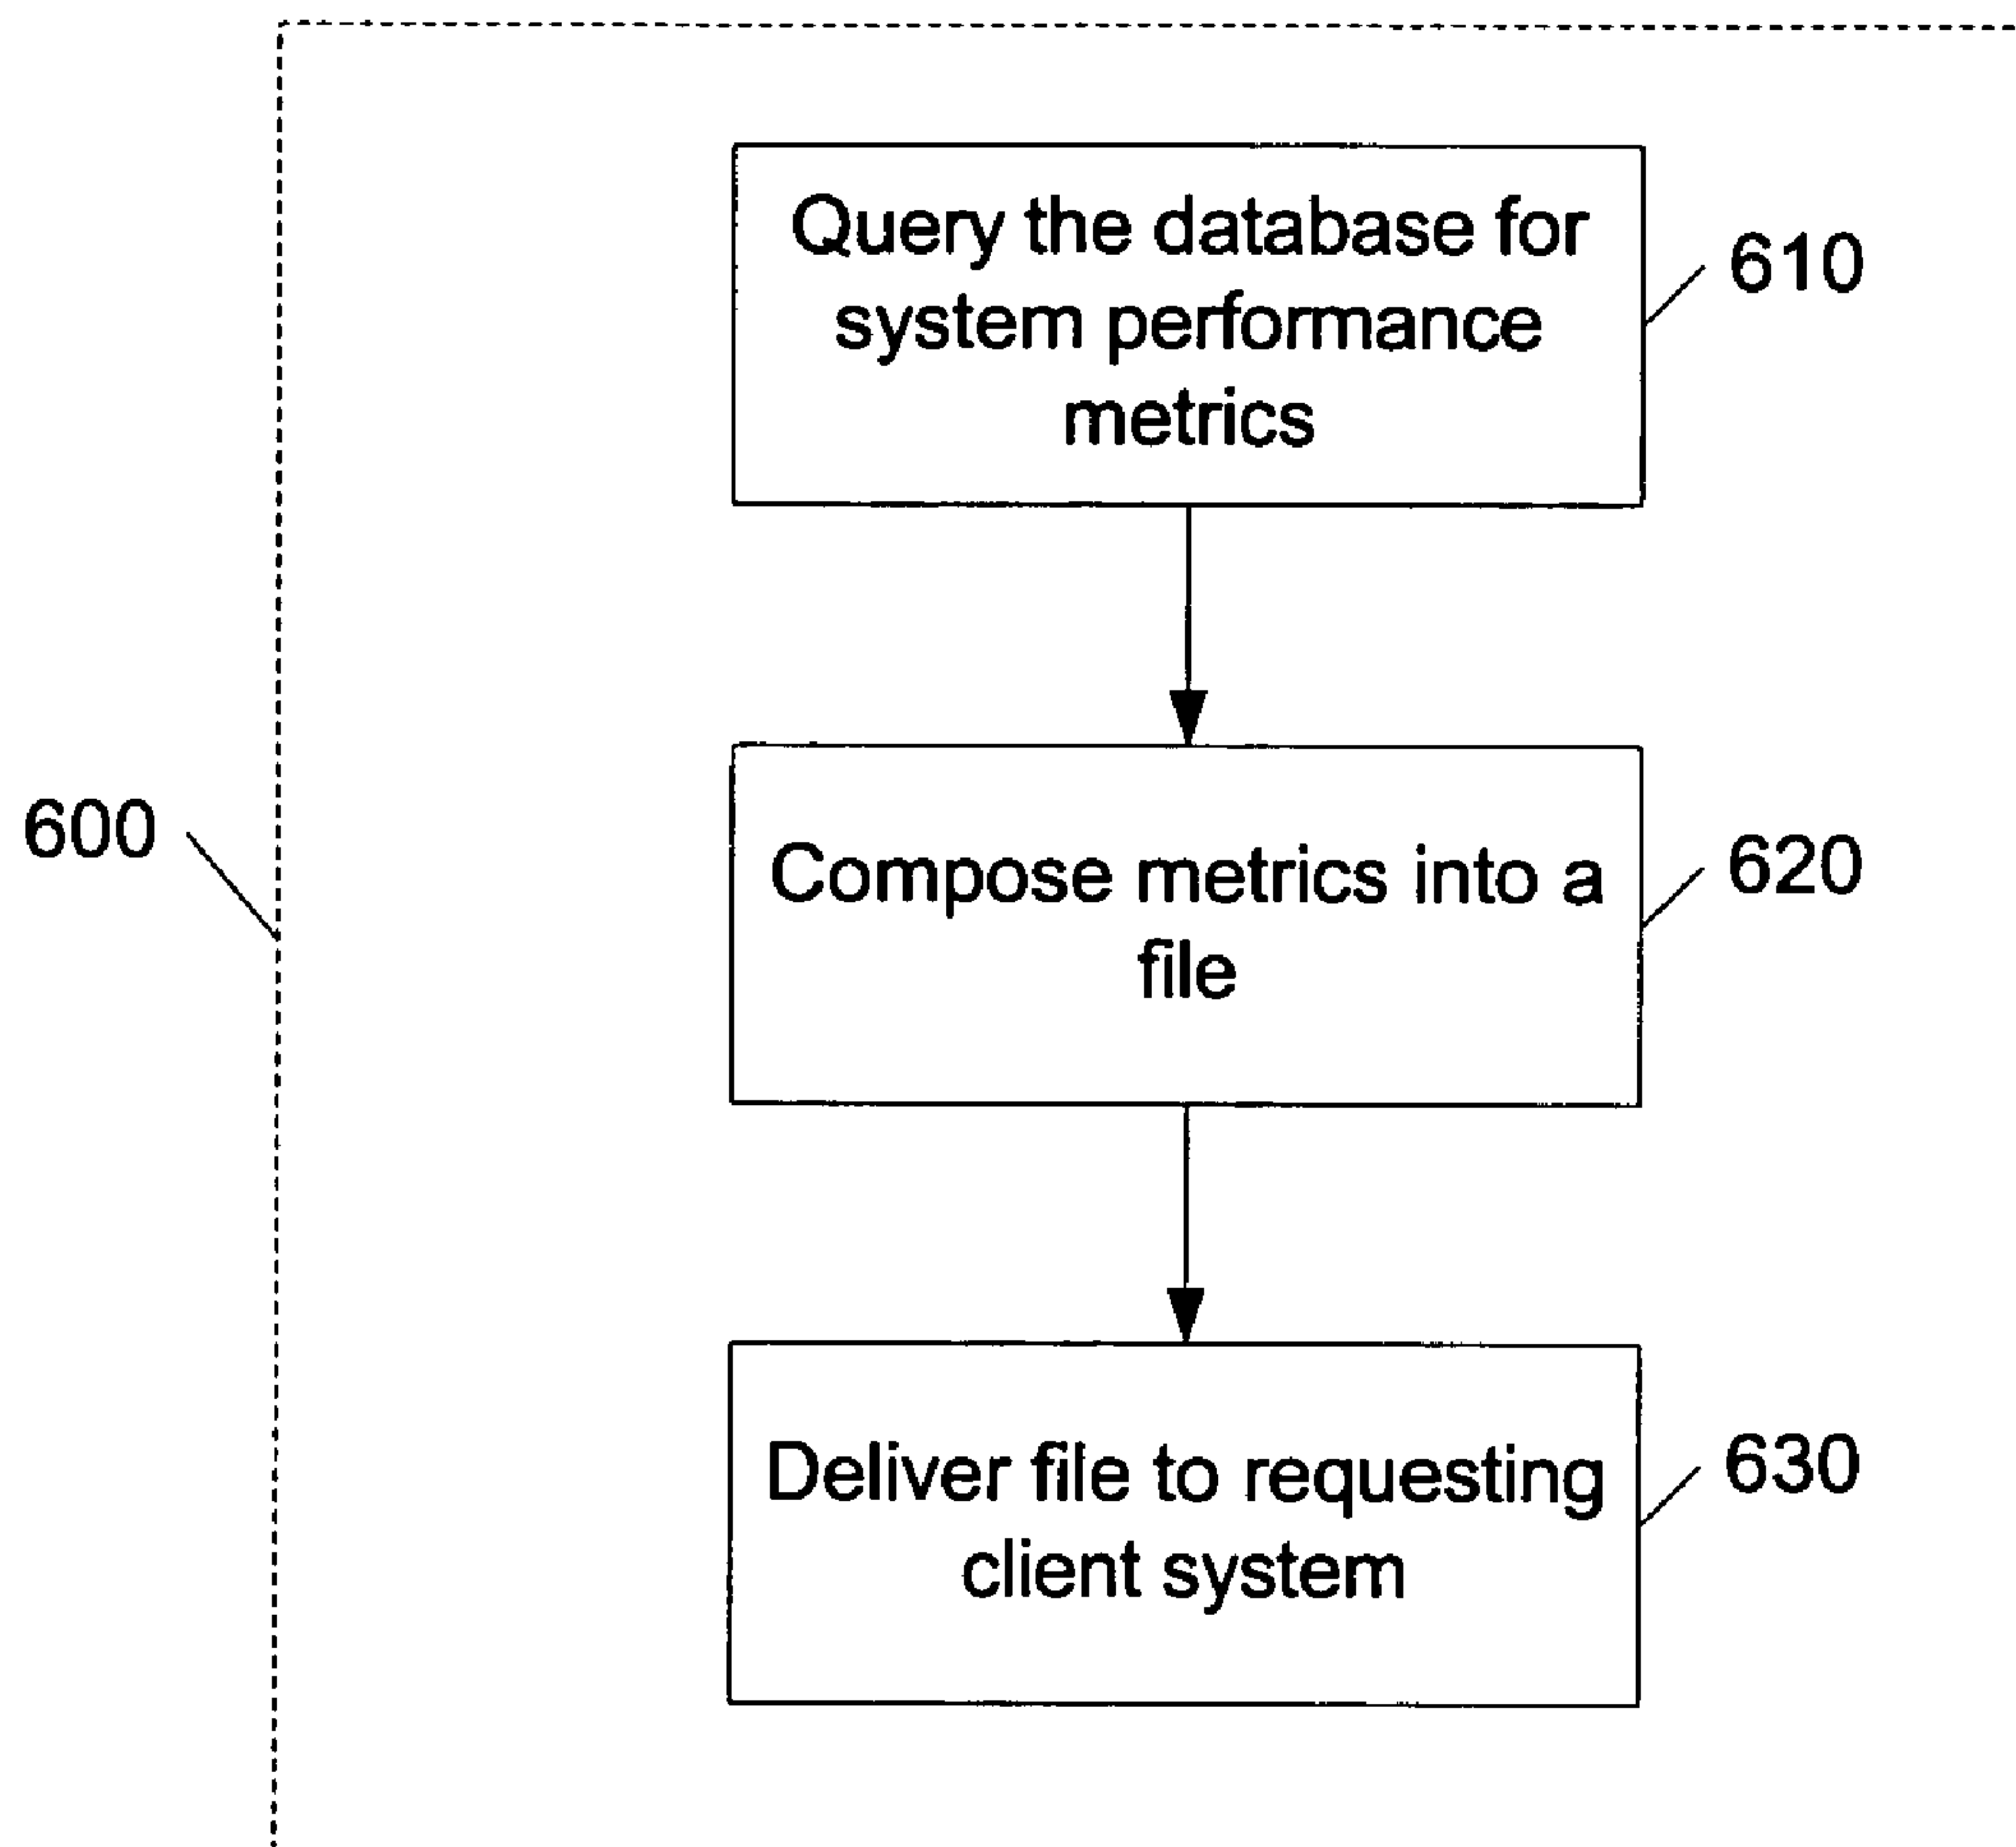 Query the database for
system performance
metrics
610
600
Compose metrics into a
file
620
Deliver file to requesting
client system
630